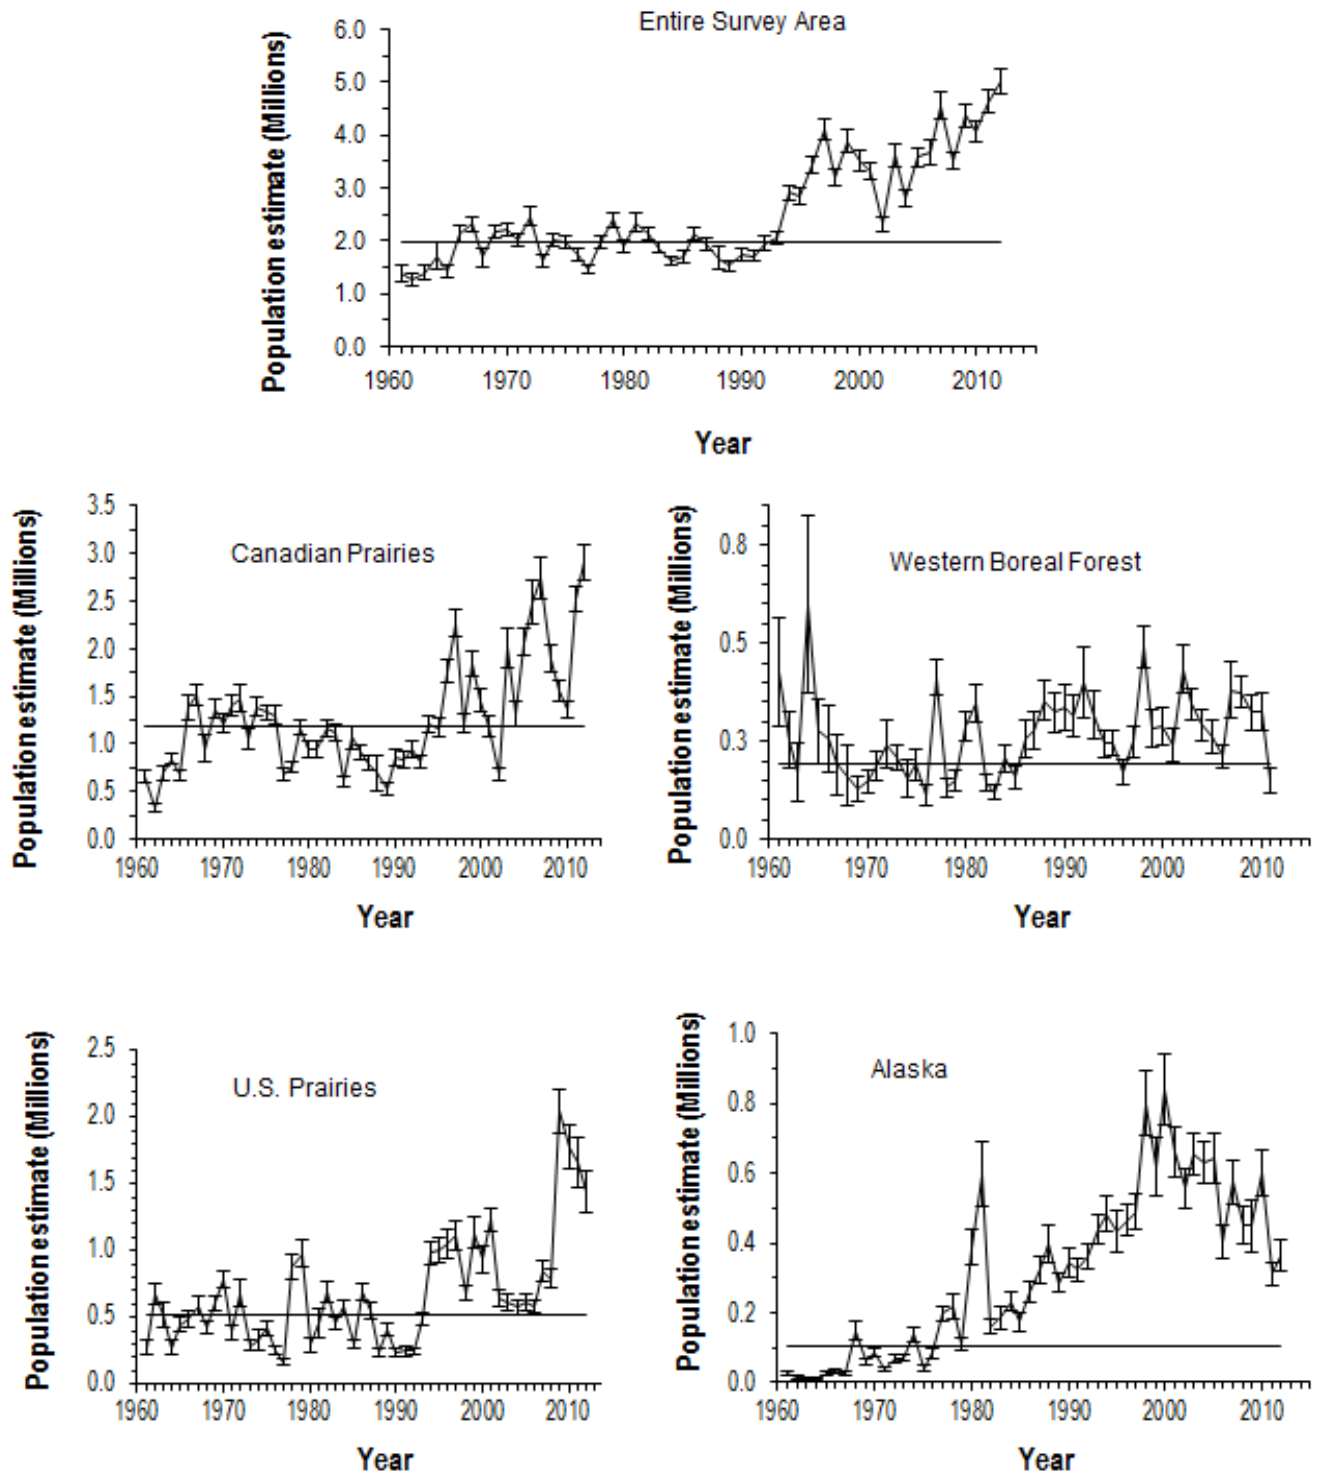 Entire Survey Area
Population estimate (Millions)
6.0
5.0
4.0
3.0
2.0
1.0
0.0
1960 1970 1980 1990 2000 2010
Year
Canadian Prairies
Population estimate (Millions)
3.5
3.0
2.5
2.0
1.5
1.0
0.5
0.0
1960 1970 1980 1990 2000 2010
Year
Western Boreal Forest
Population estimate (Millions)
0.8
0.5
0.3
0.0
1960 1970 1980 1990 2000 2010
Year
U.S. Prairies
Population estimate (Millions)
2.5
2.0
1.5
1.0
0.5
0.0
1960 1970 1980 1990 2000 2010
Year
Alaska
Population estimate (Millions)
1.0
0.8
0.6
0.4
0.2
0.0
1960 1970 1980 1990 2000 2010
Year